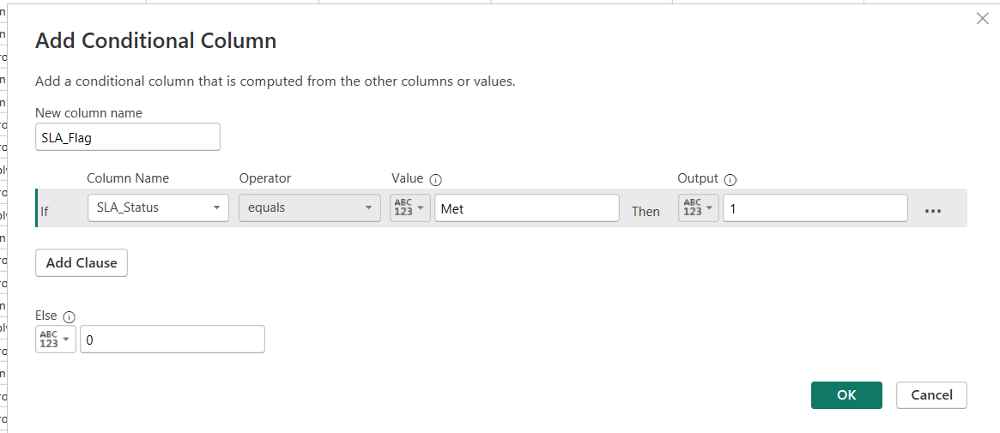 Add Conditional Column
Add a conditional column that is computed from the other columns or values.
New column name
SLA_Flag
Column Name Operator Value Output
If SLA_Status equals ABC 123 Met Then ABC 123 1 •••
Add Clause
Else
ABC 123 0
OK Cancel